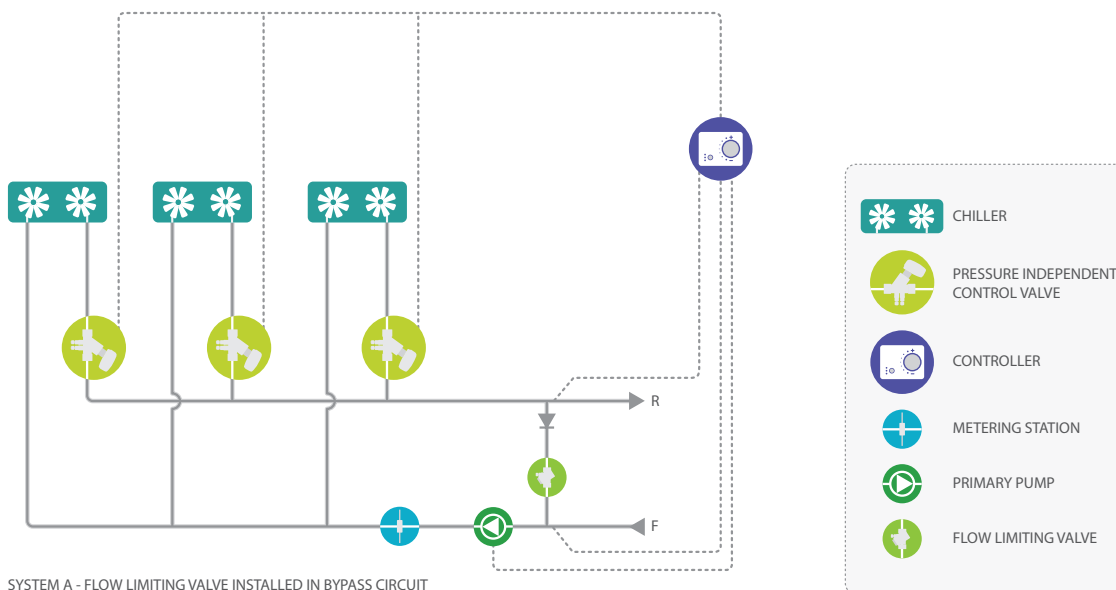 R
F
SYSTEM A - FLOW LIMITING VALVE INSTALLED IN BYPASS CIRCUIT
CHILLER
PRESSURE INDEPENDENT
CONTROL VALVE
CONTROLLER
METERING STATION
PRIMARY PUMP
FLOW LIMITING VALVE